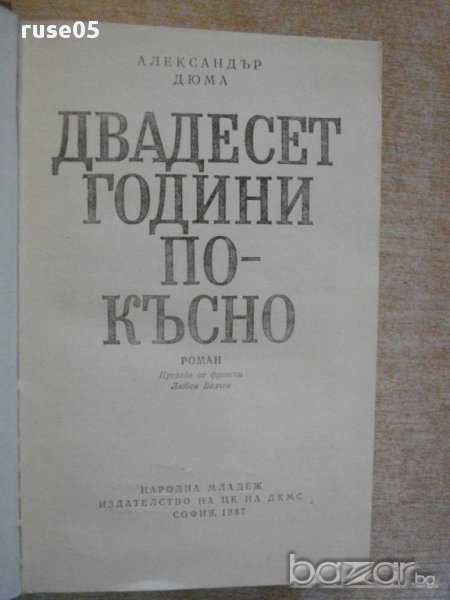 ruse05
АЛЕКСАНДЪР
ДЮМА
ДВАДЕСЕТ
ГОДИНИ
ПО-
КЪСНО
РОМАН
Преведе от френски
Любен Велчев
НАРОДНА МЛАДЕЖ
ИЗДАТЕЛСТВО НА ЦК НА ДКМС
СОФИЯ, 1987
bazar.bg